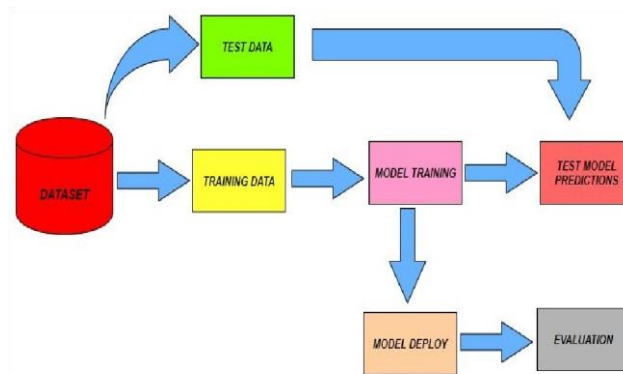 TEST DATA
DATASET
TRAINING DATA
MODEL TRAINING
TEST MODEL
PREDICTIONS
MODEL DEPLOY
EVALUATION